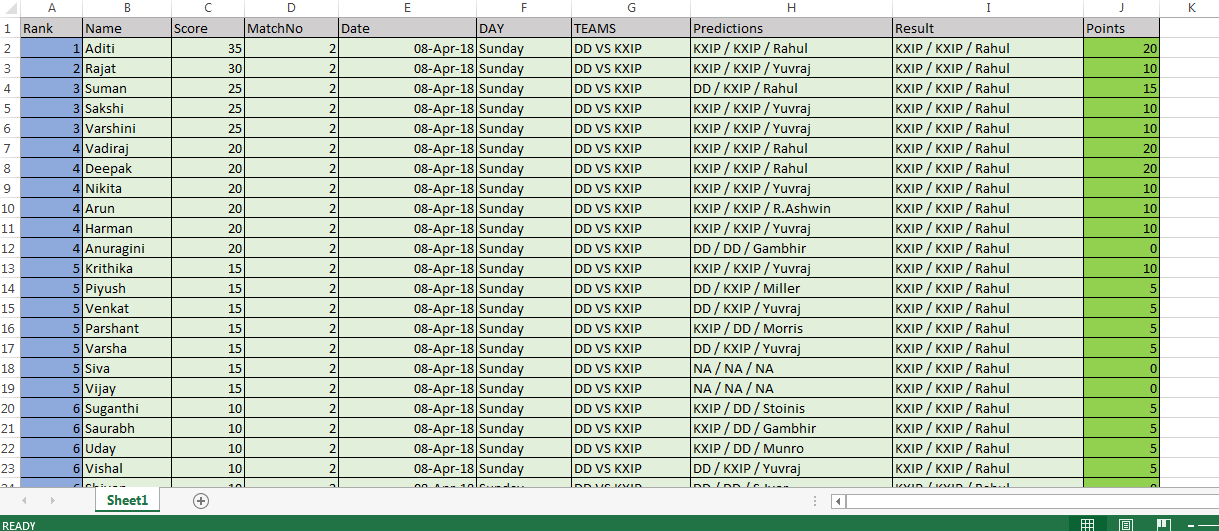 A B C D E F G H I J K
1 Rank Name Score MatchNo Date DAY TEAMS Predictions Result Points
2 1 Aditi 35 2 08-Apr-18 Sunday DD VS KXIP KXIP / KXIP / Rahul KXIP / KXIP / Rahul 20
3 2 Rajat 30 2 08-Apr-18 Sunday DD VS KXIP KXIP / KXIP / Yuvraj KXIP / KXIP / Rahul 10
4 3 Suman 25 2 08-Apr-18 Sunday DD VS KXIP DD / KXIP / Rahul KXIP / KXIP / Rahul 15
5 3 Sakshi 25 2 08-Apr-18 Sunday DD VS KXIP KXIP / KXIP / Yuvraj KXIP / KXIP / Rahul 10
6 3 Varshini 25 2 08-Apr-18 Sunday DD VS KXIP KXIP / KXIP / Yuvraj KXIP / KXIP / Rahul 10
7 4 Vadiraj 20 2 08-Apr-18 Sunday DD VS KXIP KXIP / KXIP / Rahul KXIP / KXIP / Rahul 20
8 4 Deepak 20 2 08-Apr-18 Sunday DD VS KXIP KXIP / KXIP / Rahul KXIP / KXIP / Rahul 20
9 4 Nikita 20 2 08-Apr-18 Sunday DD VS KXIP KXIP / KXIP / Yuvraj KXIP / KXIP / Rahul 10
10 4 Arun 20 2 08-Apr-18 Sunday DD VS KXIP KXIP / KXIP / R.Ashwin KXIP / KXIP / Rahul 10
11 4 Harman 20 2 08-Apr-18 Sunday DD VS KXIP KXIP / KXIP / Yuvraj KXIP / KXIP / Rahul 10
12 4 Anuragini 20 2 08-Apr-18 Sunday DD VS KXIP DD / DD / Gambhir KXIP / KXIP / Rahul 0
13 5 Krithika 15 2 08-Apr-18 Sunday DD VS KXIP KXIP / KXIP / Yuvraj KXIP / KXIP / Rahul 10
14 5 Piyush 15 2 08-Apr-18 Sunday DD VS KXIP DD / KXIP / Miller KXIP / KXIP / Rahul 5
15 5 Venkat 15 2 08-Apr-18 Sunday DD VS KXIP DD / KXIP / Yuvraj KXIP / KXIP / Rahul 5
16 5 Parshant 15 2 08-Apr-18 Sunday DD VS KXIP KXIP / DD / Morris KXIP / KXIP / Rahul 5
17 5 Varsha 15 2 08-Apr-18 Sunday DD VS KXIP DD / KXIP / Yuvraj KXIP / KXIP / Rahul 5
18 5 Siva 15 2 08-Apr-18 Sunday DD VS KXIP NA / NA / NA KXIP / KXIP / Rahul 0
19 5 Vijay 15 2 08-Apr-18 Sunday DD VS KXIP NA / NA / NA KXIP / KXIP / Rahul 0
20 6 Suganthi 10 2 08-Apr-18 Sunday DD VS KXIP KXIP / DD / Stoinis KXIP / KXIP / Rahul 5
21 6 Saurabh 10 2 08-Apr-18 Sunday DD VS KXIP KXIP / DD / Gambhir KXIP / KXIP / Rahul 5
22 6 Uday 10 2 08-Apr-18 Sunday DD VS KXIP KXIP / DD / Munro KXIP / KXIP / Rahul 5
23 6 Vishal 10 2 08-Apr-18 Sunday DD VS KXIP DD / KXIP / Yuvraj KXIP / KXIP / Rahul 5
Sheet1
READY